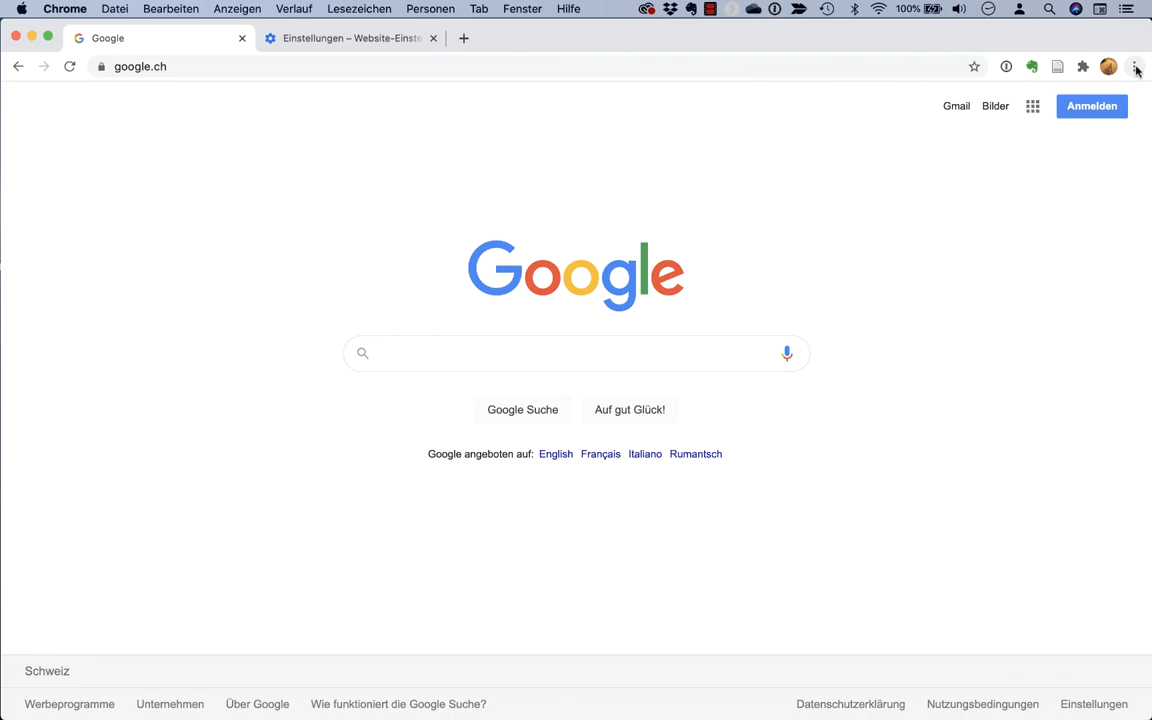 Chrome Datei Bearbeiten Anzeigen Verlauf Lesezeichen Personen Tab Fenster Hilfe 100%
Google Einstellungen – Website-Einste
google.ch
Gmail Bilder Anmelden
Google
Google Suche Auf gut Glück!
Google angeboten auf: English Français Italiano Rumantsch
Schweiz
Werbeprogramme Unternehmen Über Google Wie funktioniert die Google Suche? Datenschutzerklärung Nutzungsbedingungen Einstellungen